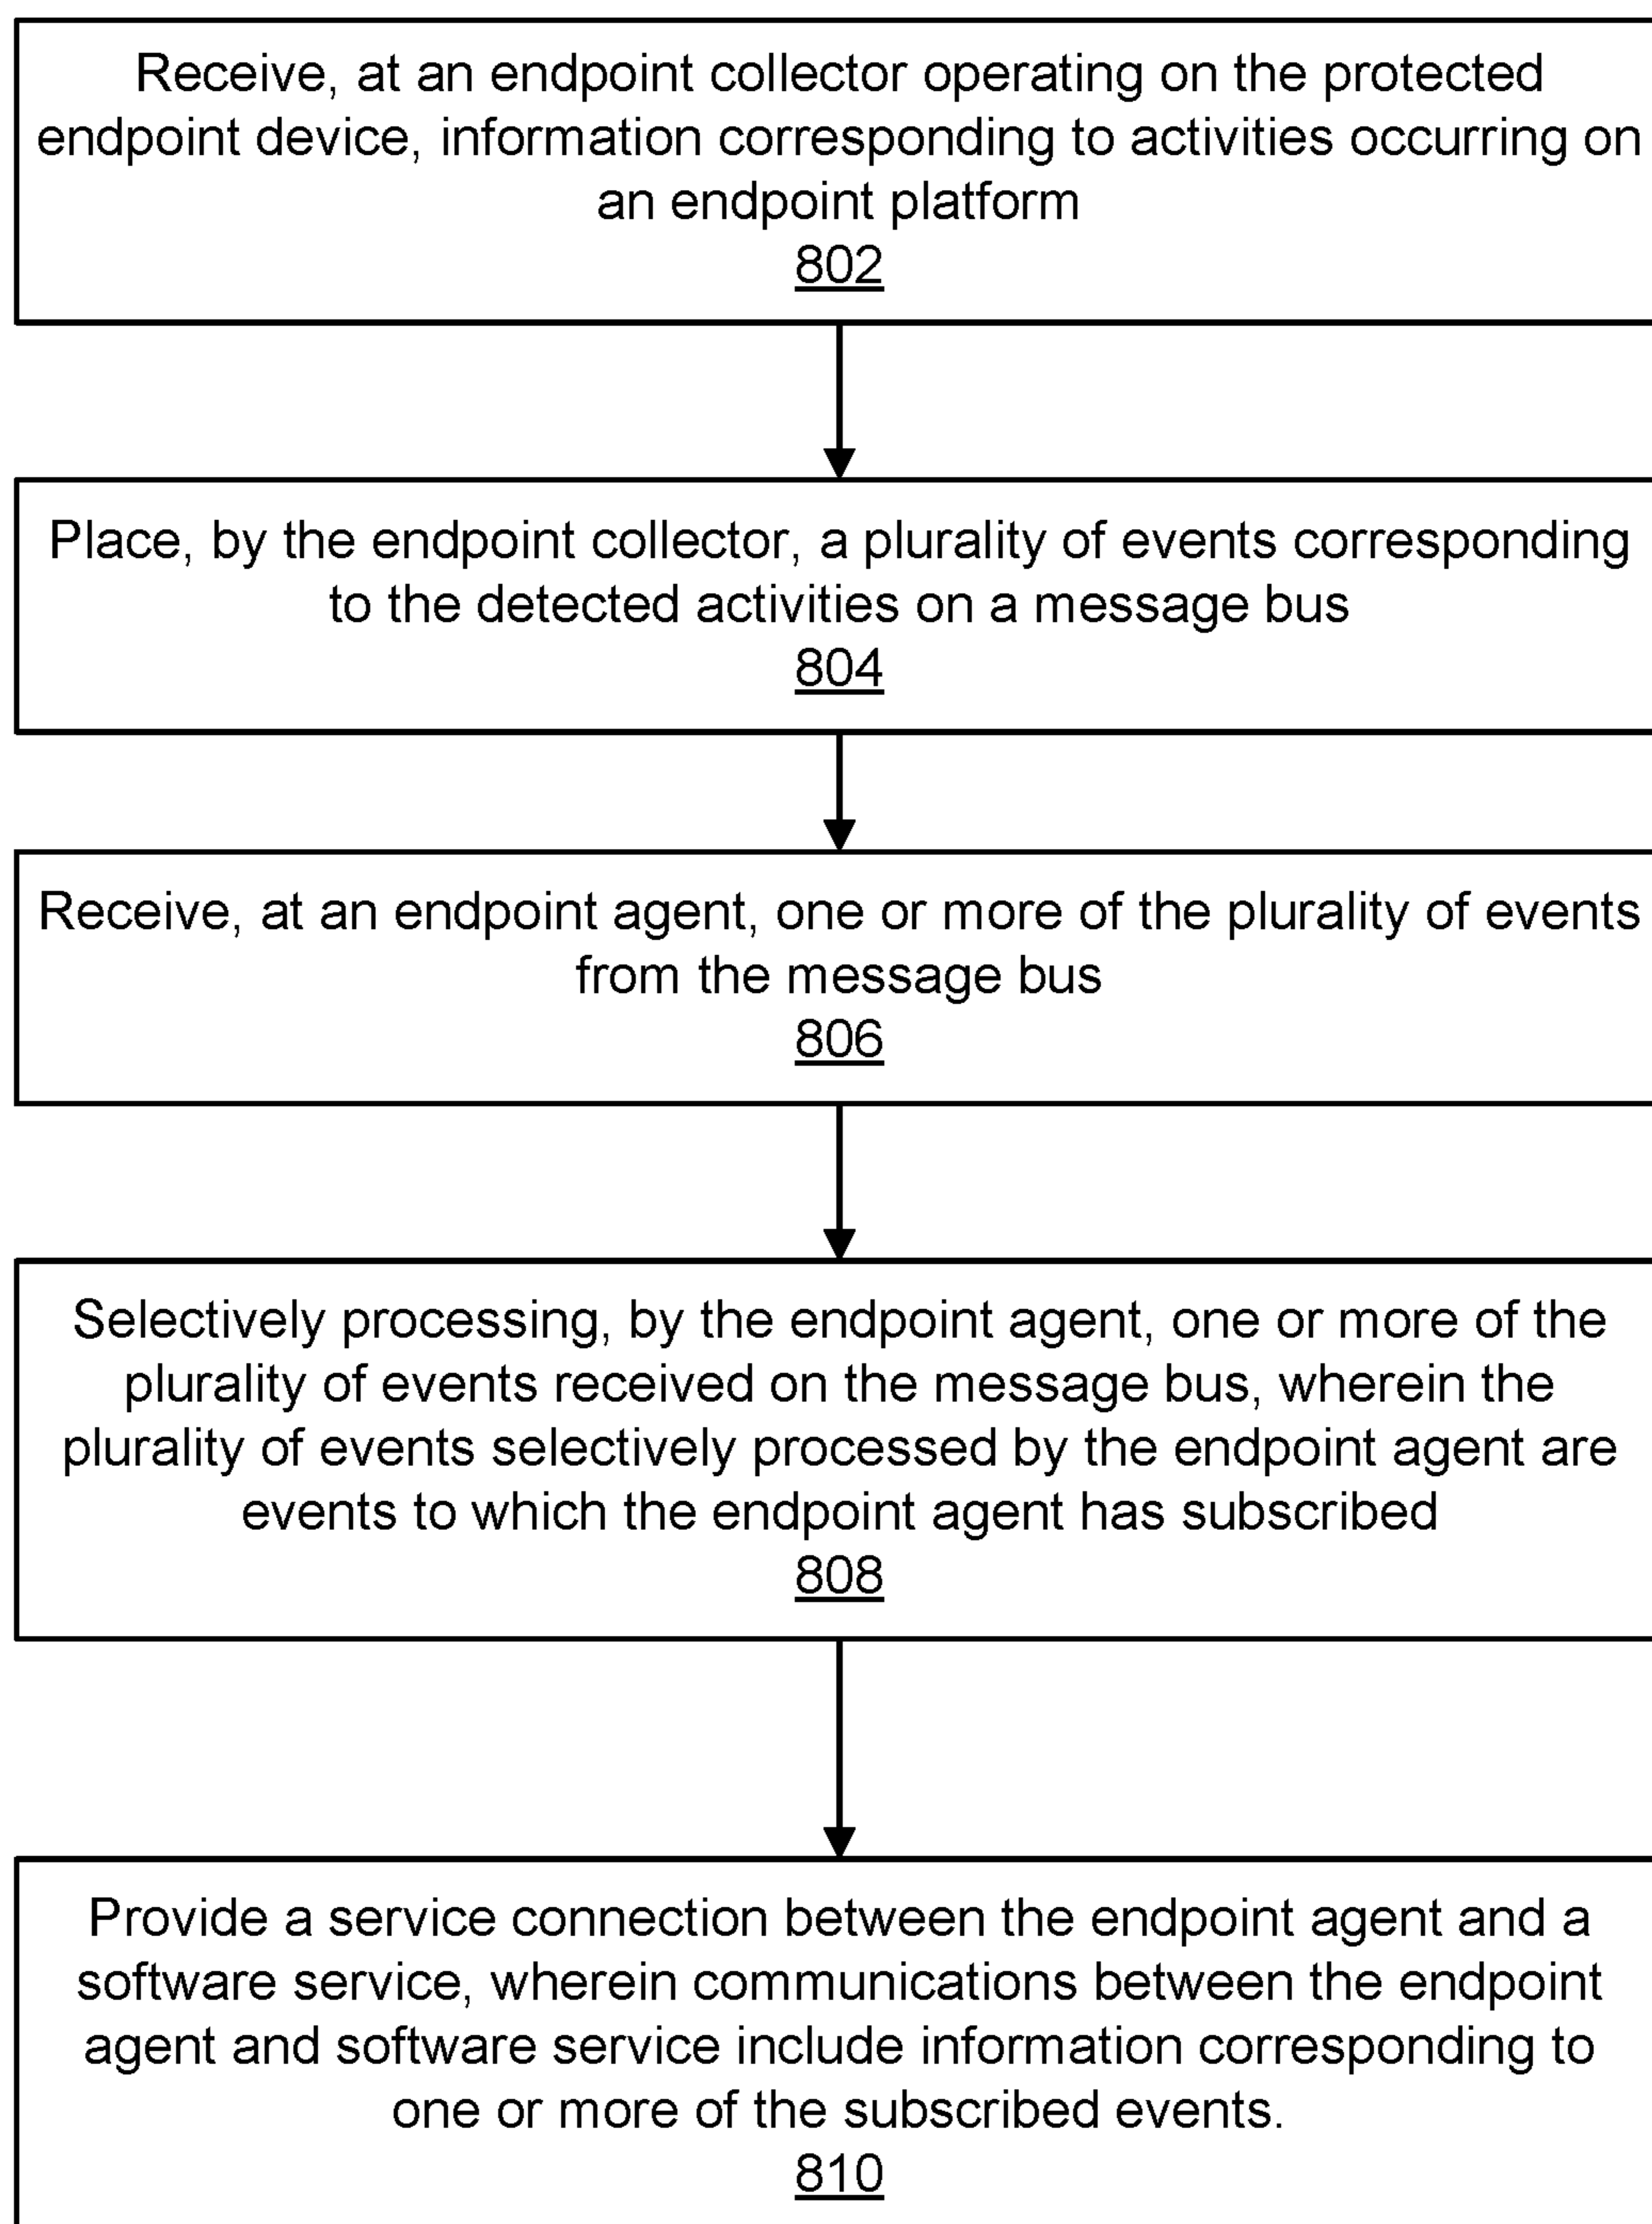 Receive, at an endpoint collector operating on the protected
endpoint device, information corresponding to activities occurring on
an endpoint platform
802
Place, by the endpoint collector, a plurality of events corresponding
to the detected activities on a message bus
804
Receive, at an endpoint agent, one or more of the plurality of events
from the message bus
806
Selectively processing, by the endpoint agent, one or more of the
plurality of events received on the message bus, wherein the
plurality of events selectively processed by the endpoint agent are
events to which the endpoint agent has subscribed
808
Provide a service connection between the endpoint agent and a
software service, wherein communications between the endpoint
agent and software service include information corresponding to
one or more of the subscribed events.
810